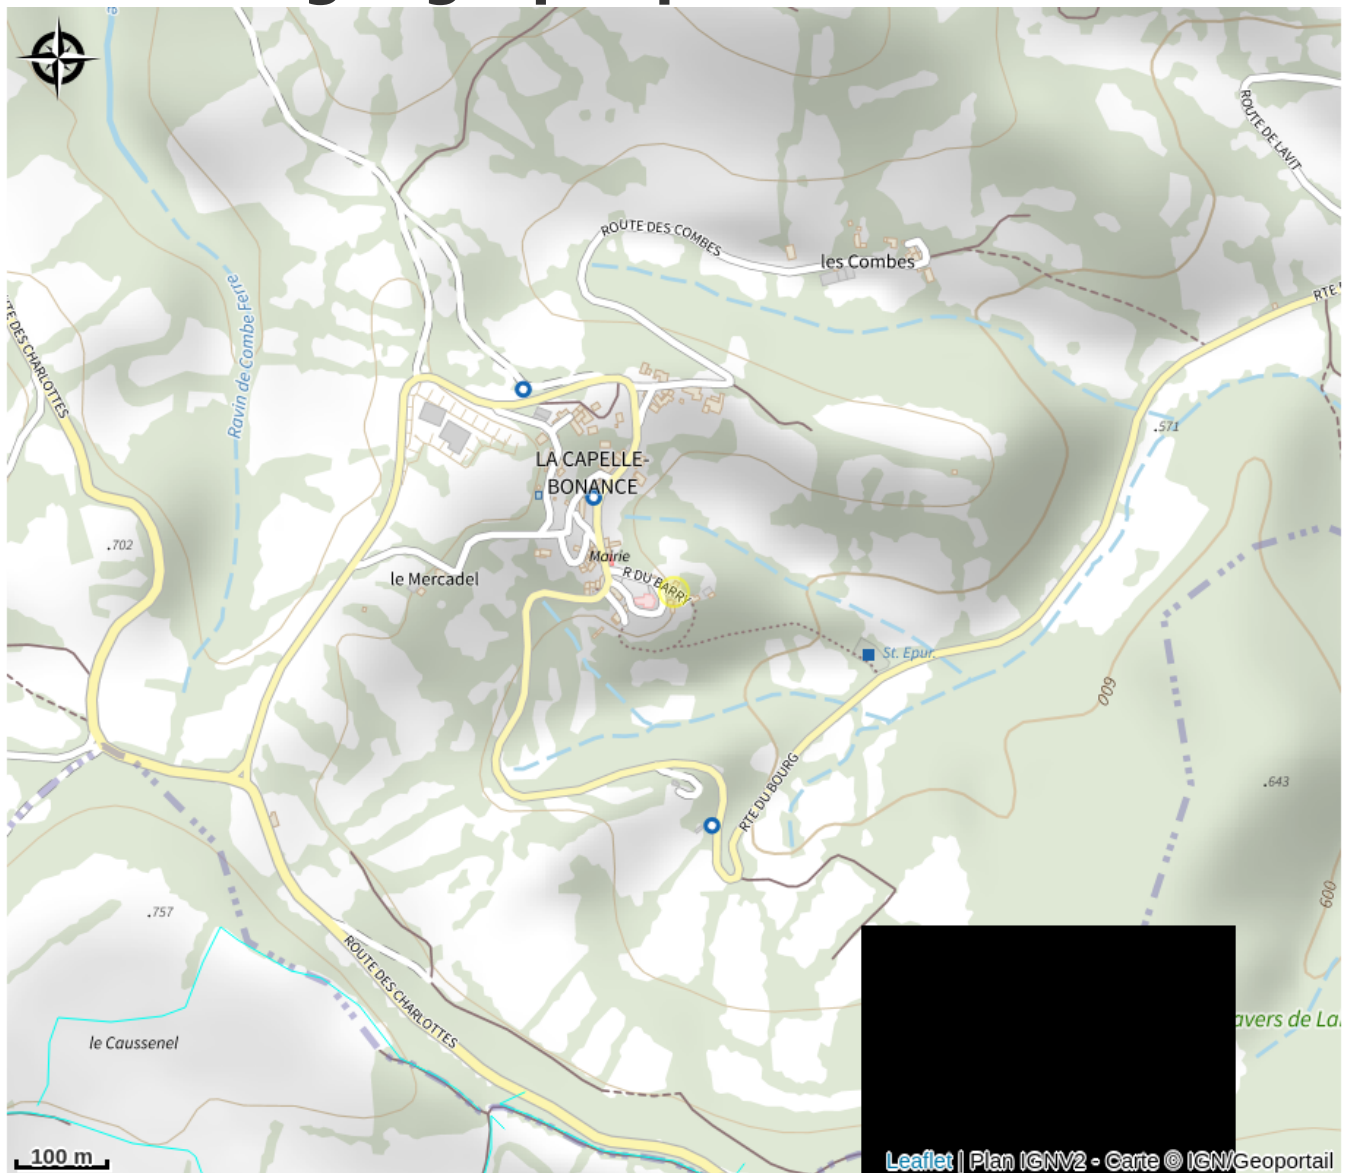 ROUTE DE LAVIT
ROUTE DES COMBES
les Combes
Ravin de Combe Ferre
TE DES CHARLOTTES
RTE
.571
LA CAPELLE-
BONANCE
.702
Mairie
le Mercadel
R DU BARRY
St. Epur.
600
RTE DU BOURG
.643
.757
600
ROUTE DES CHARLOTTES
le Caussenel
avers de La
100 m
Leaflet | Plan IGNV2 - Carte © IGN/Geoportail